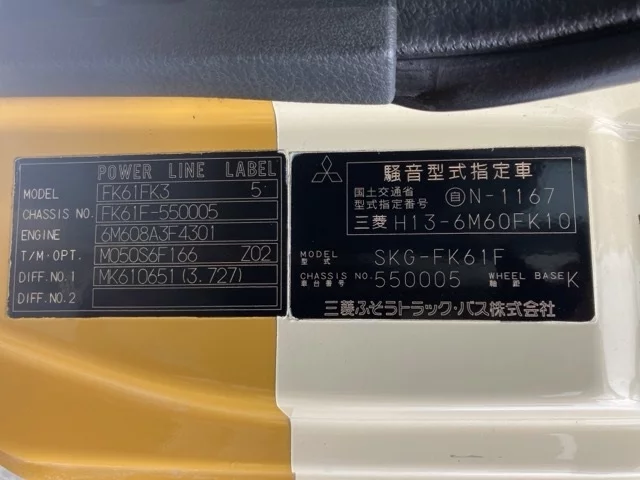 POWER LINE LABEL
MODEL FK61FK3 5
CHASSIS NO. FK61F-550005
ENGINE 6M608A3F4301
T/M・OPT. M050S6F166 Z02
DIFF.NO.1 MK610651(3.727)
DIFF.NO.2
騒音型式指定車
国土交通省
型式指定番号 自N-1167
三菱 H13-6M60FK10
MODEL
型式 SKG-FK61F
CHASSIS NO. 550005 WHEEL BASE K
車台番号 軸距
三菱ふそうトラック・バス株式会社